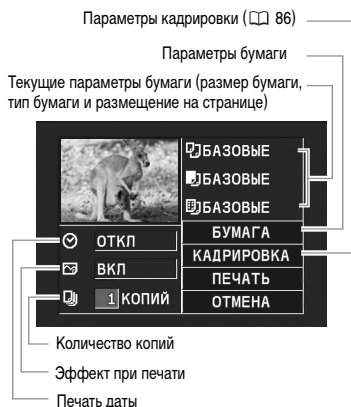 Параметры кадрировки (📖 86)
Параметры бумаги
Текущие параметры бумаги (размер бумаги,
тип бумаги и размещение на странице)
БАЗОВЫЕ
БАЗОВЫЕ
БАЗОВЫЕ
БУМАГА
КАДРИРОВКА
ПЕЧАТЬ
ОТМЕНА
ОТКЛ
ВКЛ
1 КОПИЙ
Количество копий
Эффект при печати
Печать даты